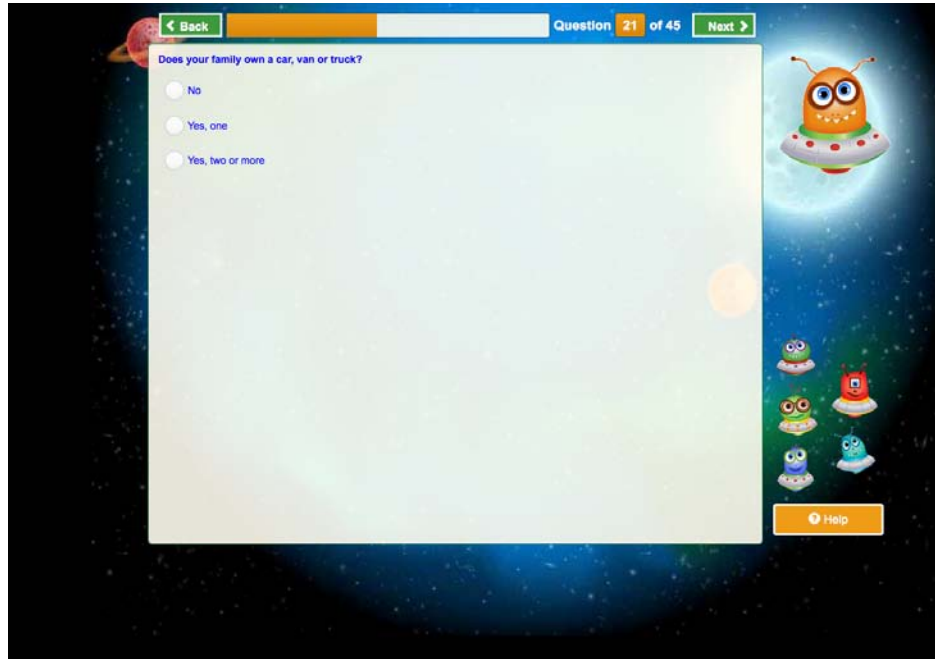 Back
Question 21 of 45
Next
Does your family own a car, van or truck?
No
Yes, one
Yes, two or more
Help